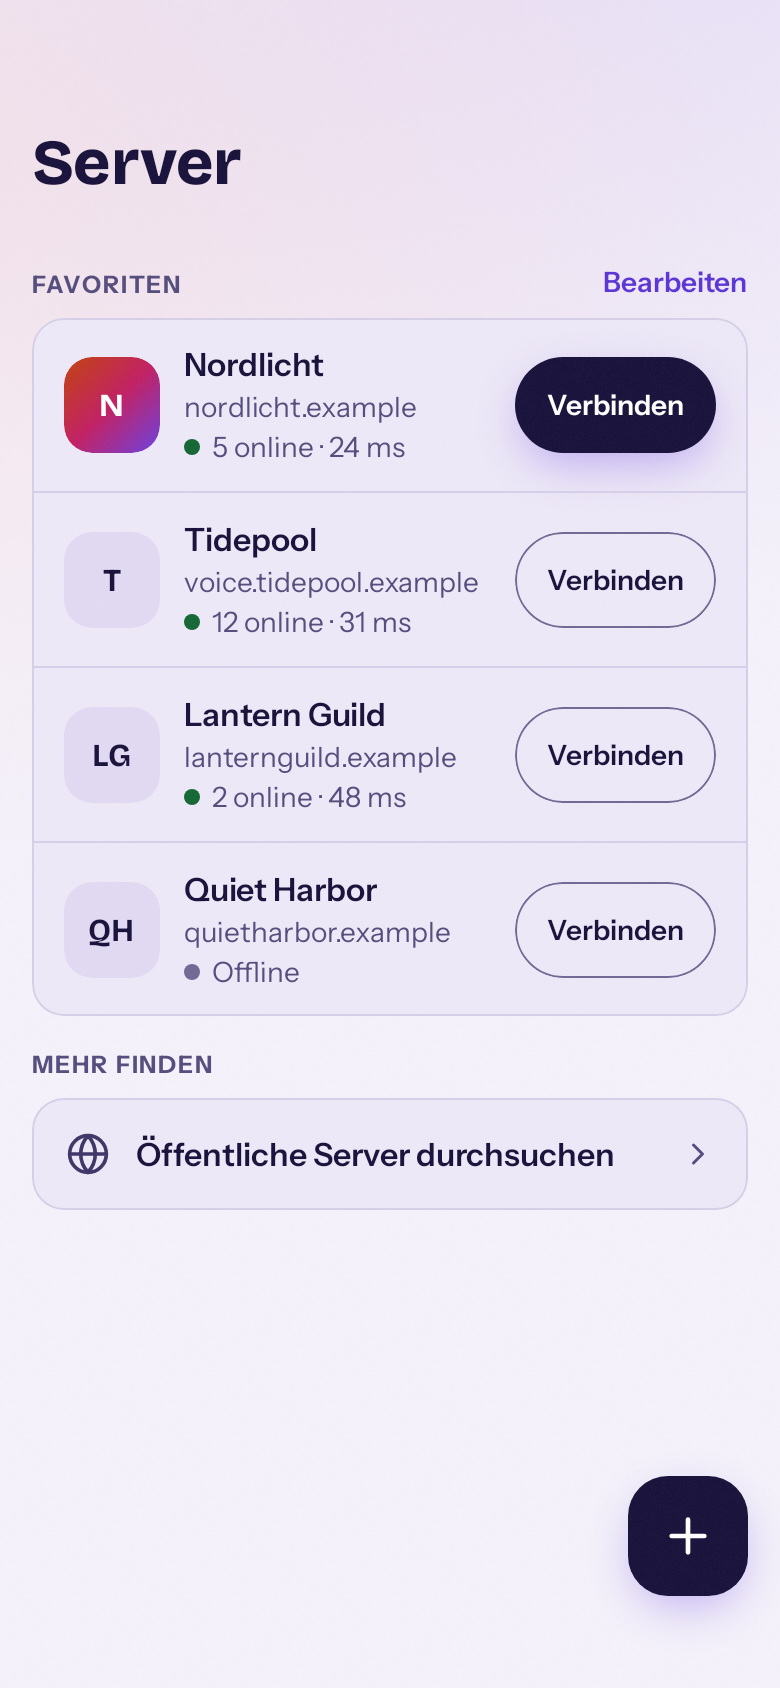 Server
FAVORITEN
Bearbeiten
N
Nordlicht
nordlicht.example
5 online · 24 ms
Verbinden
T
Tidepool
voice.tidepool.example
12 online · 31 ms
Verbinden
LG
Lantern Guild
lanternguild.example
2 online · 48 ms
Verbinden
QH
Quiet Harbor
quietharbor.example
Offline
Verbinden
MEHR FINDEN
Öffentliche Server durchsuchen